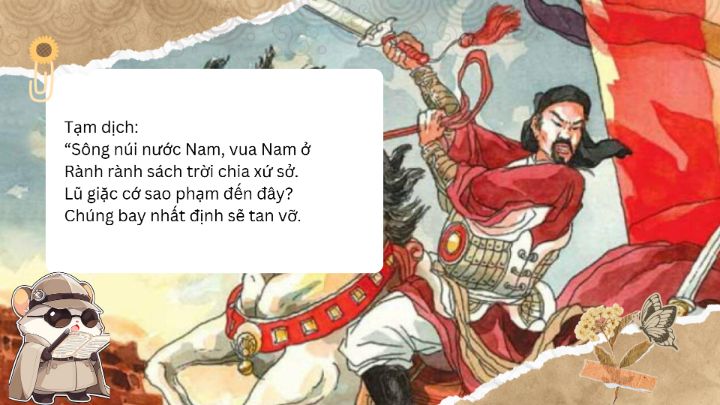 Tạm dịch:
“Sông núi nước Nam, vua Nam ở
Rành rành sách trời chia xứ sở.
Lũ giặc cớ sao phạm đến đây?
Chúng bay nhất định sẽ tan vỡ.